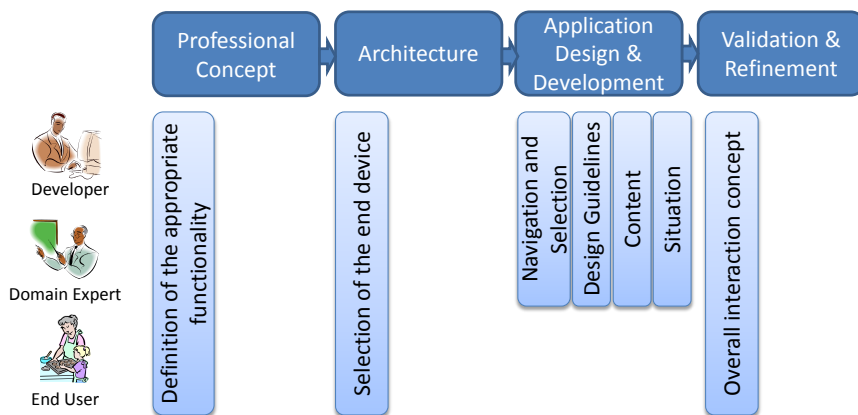 Professional
Concept
Architecture
Application
Design &
Development
Validation &
Refinement
Developer
Domain Expert
End User
Definition of the appropriate
functionality
Selection of the end device
Navigation and
Selection
Design Guidelines
Content
Situation
Overall interaction concept